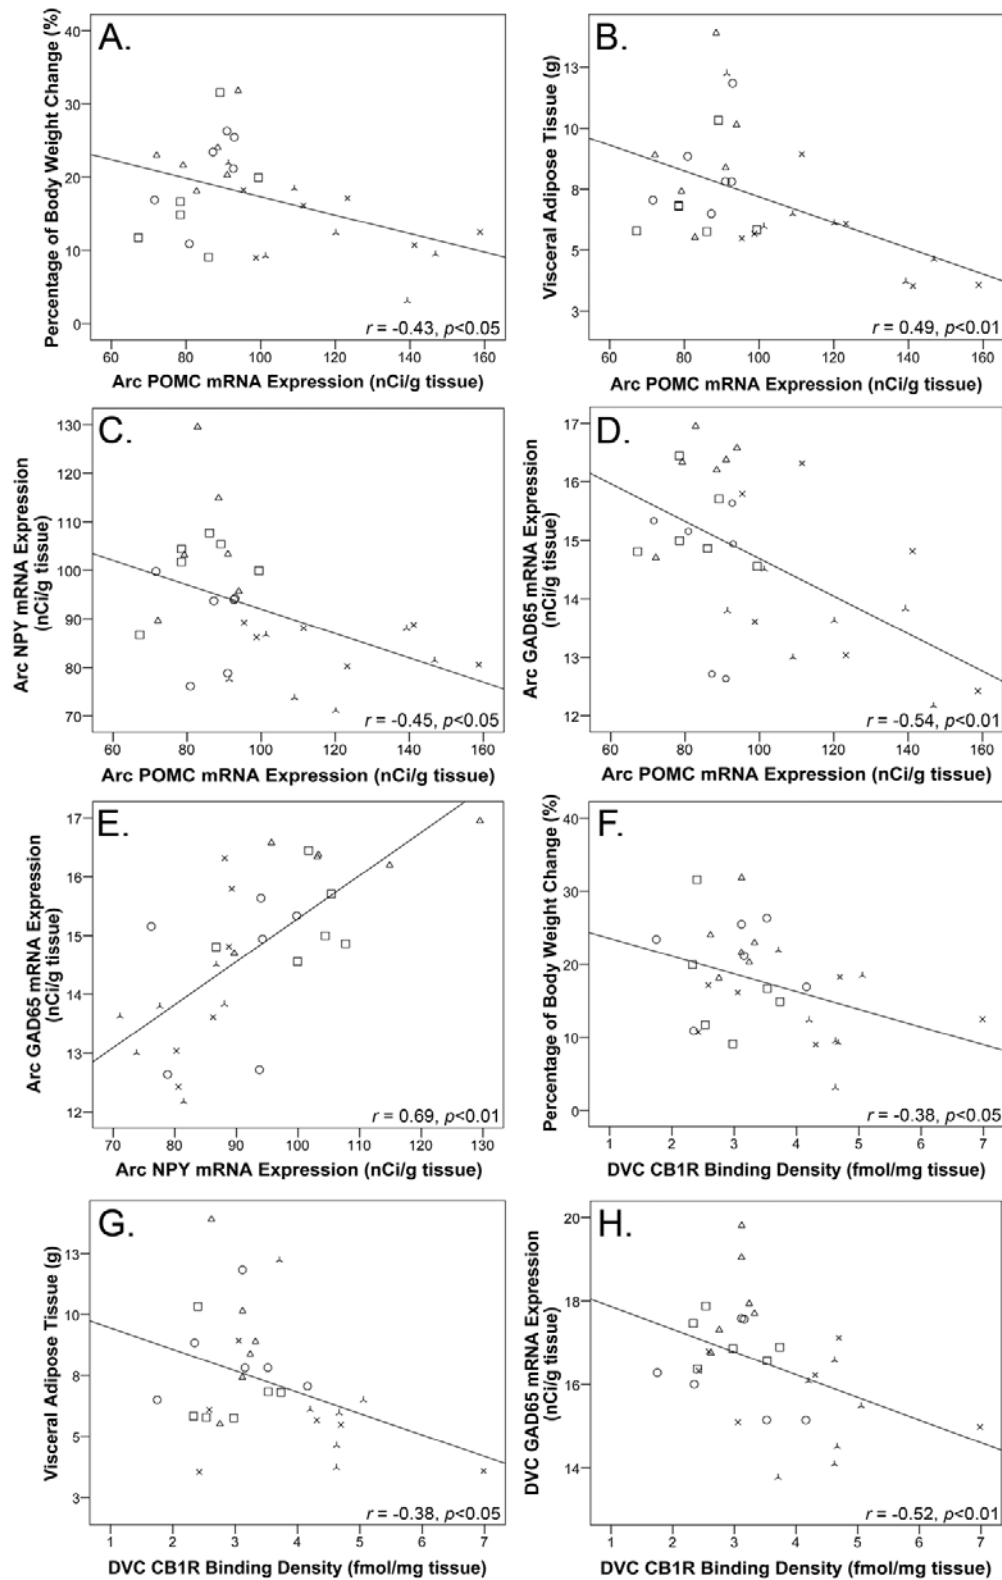 A.
Percentage of Body Weight Change (%)
40
30
20
10
0
r = -0.43, p<0.05
60 80 100 120 140 160
Arc POMC mRNA Expression (nCi/g tissue)
B.
Visceral Adipose Tissue (g)
13
10
8
5
3
r = 0.49, p<0.01
60 80 100 120 140 160
Arc POMC mRNA Expression (nCi/g tissue)
C.
Arc NPY mRNA Expression
(nCi/g tissue)
130
120
110
100
90
80
70
r = -0.45, p<0.05
60 80 100 120 140 160
Arc POMC mRNA Expression (nCi/g tissue)
D.
Arc GAD65 mRNA Expression
(nCi/g tissue)
17
16
15
14
13
12
r = -0.54, p<0.01
60 80 100 120 140 160
Arc POMC mRNA Expression (nCi/g tissue)
E.
Arc GAD65 mRNA Expression
(nCi/g tissue)
17
16
15
14
13
12
r = 0.69, p<0.01
70 80 90 100 110 120 130
Arc NPY mRNA Expression (nCi/g tissue)
F.
Percentage of Body Weight Change (%)
40
30
20
10
0
r = -0.38, p<0.05
1 2 3 4 5 6 7
DVC CB1R Binding Density (fmol/mg tissue)
G.
Visceral Adipose Tissue (g)
13
10
8
5
3
r = -0.38, p<0.05
1 2 3 4 5 6 7
DVC CB1R Binding Density (fmol/mg tissue)
H.
DVC GAD65 mRNA Expression
(nCi/g tissue)
20
18
16
14
r = -0.52, p<0.01
1 2 3 4 5 6 7
DVC CB1R Binding Density (fmol/mg tissue)